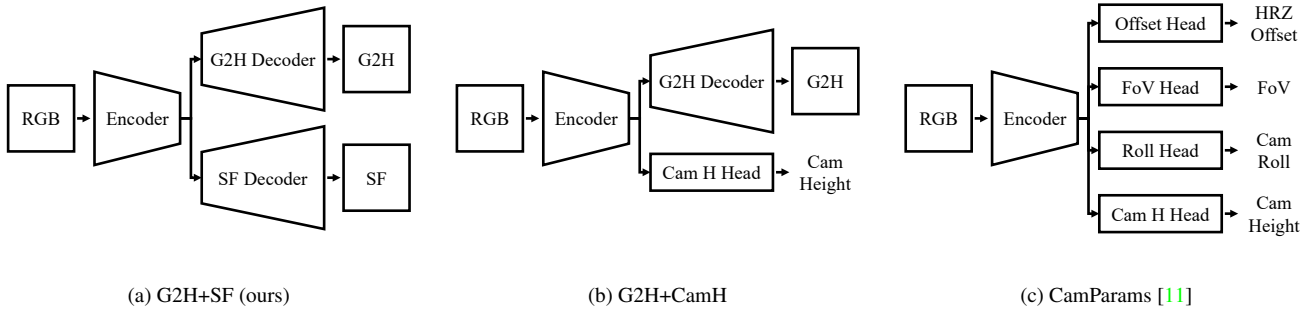 RGB
Encoder
G2H Decoder
G2H
SF Decoder
SF
(a) G2H+SF (ours)
RGB
Encoder
G2H Decoder
G2H
Cam H Head
Cam
Height
(b) G2H+CamH
RGB
Encoder
Offset Head
HRZ
Offset
FoV Head
FoV
Roll Head
Cam
Roll
Cam H Head
Cam
Height
(c) CamParams [11]